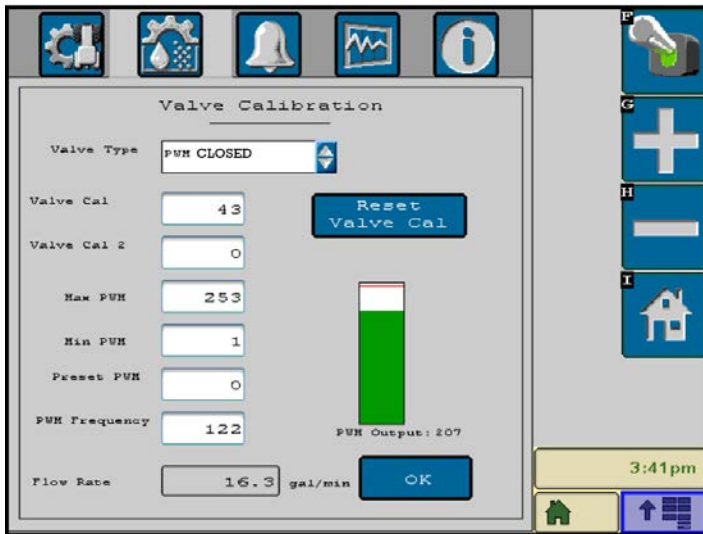 F
G
H
I
Valve Calibration
Valve Type PWM CLOSED
Valve Cal 43
Reset
Valve Cal
Valve Cal 2 0
Max PWM 253
Min PWM 1
Preset PWM 0
PWM Frequency 122
PWM Output:207
Flow Rate 16.3 gal/min
OK
3:41pm